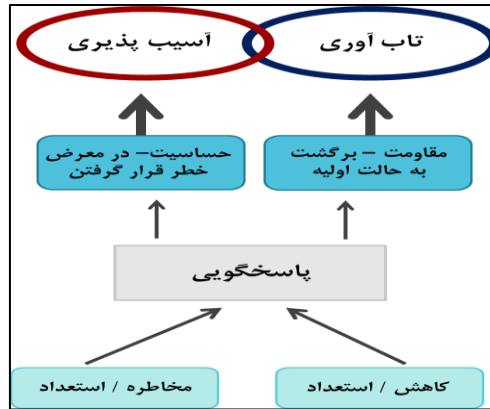 تاب آوری
آسیب پذیری
مقاومت – برگشت
به حالت اولیه
حساسیت– در معرض
خطر قرار گرفتن
پاسخگویی
کاهش / استعداد
مخاطره / استعداد